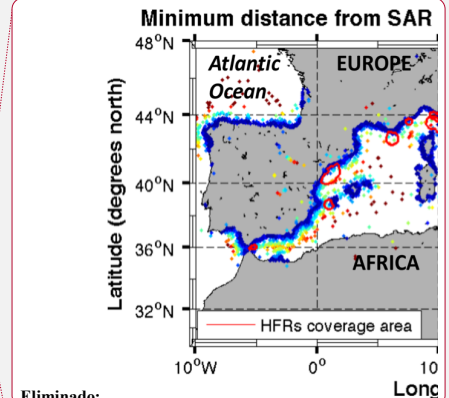 Minimum distance from SAR
48°N
Atlantic
Ocean
EUROPE
44°N
Latitude (degrees north)
40°N
36°N
AFRICA
32°N
HFRs coverage area
10°W
0°
10
Long
Eliminado: